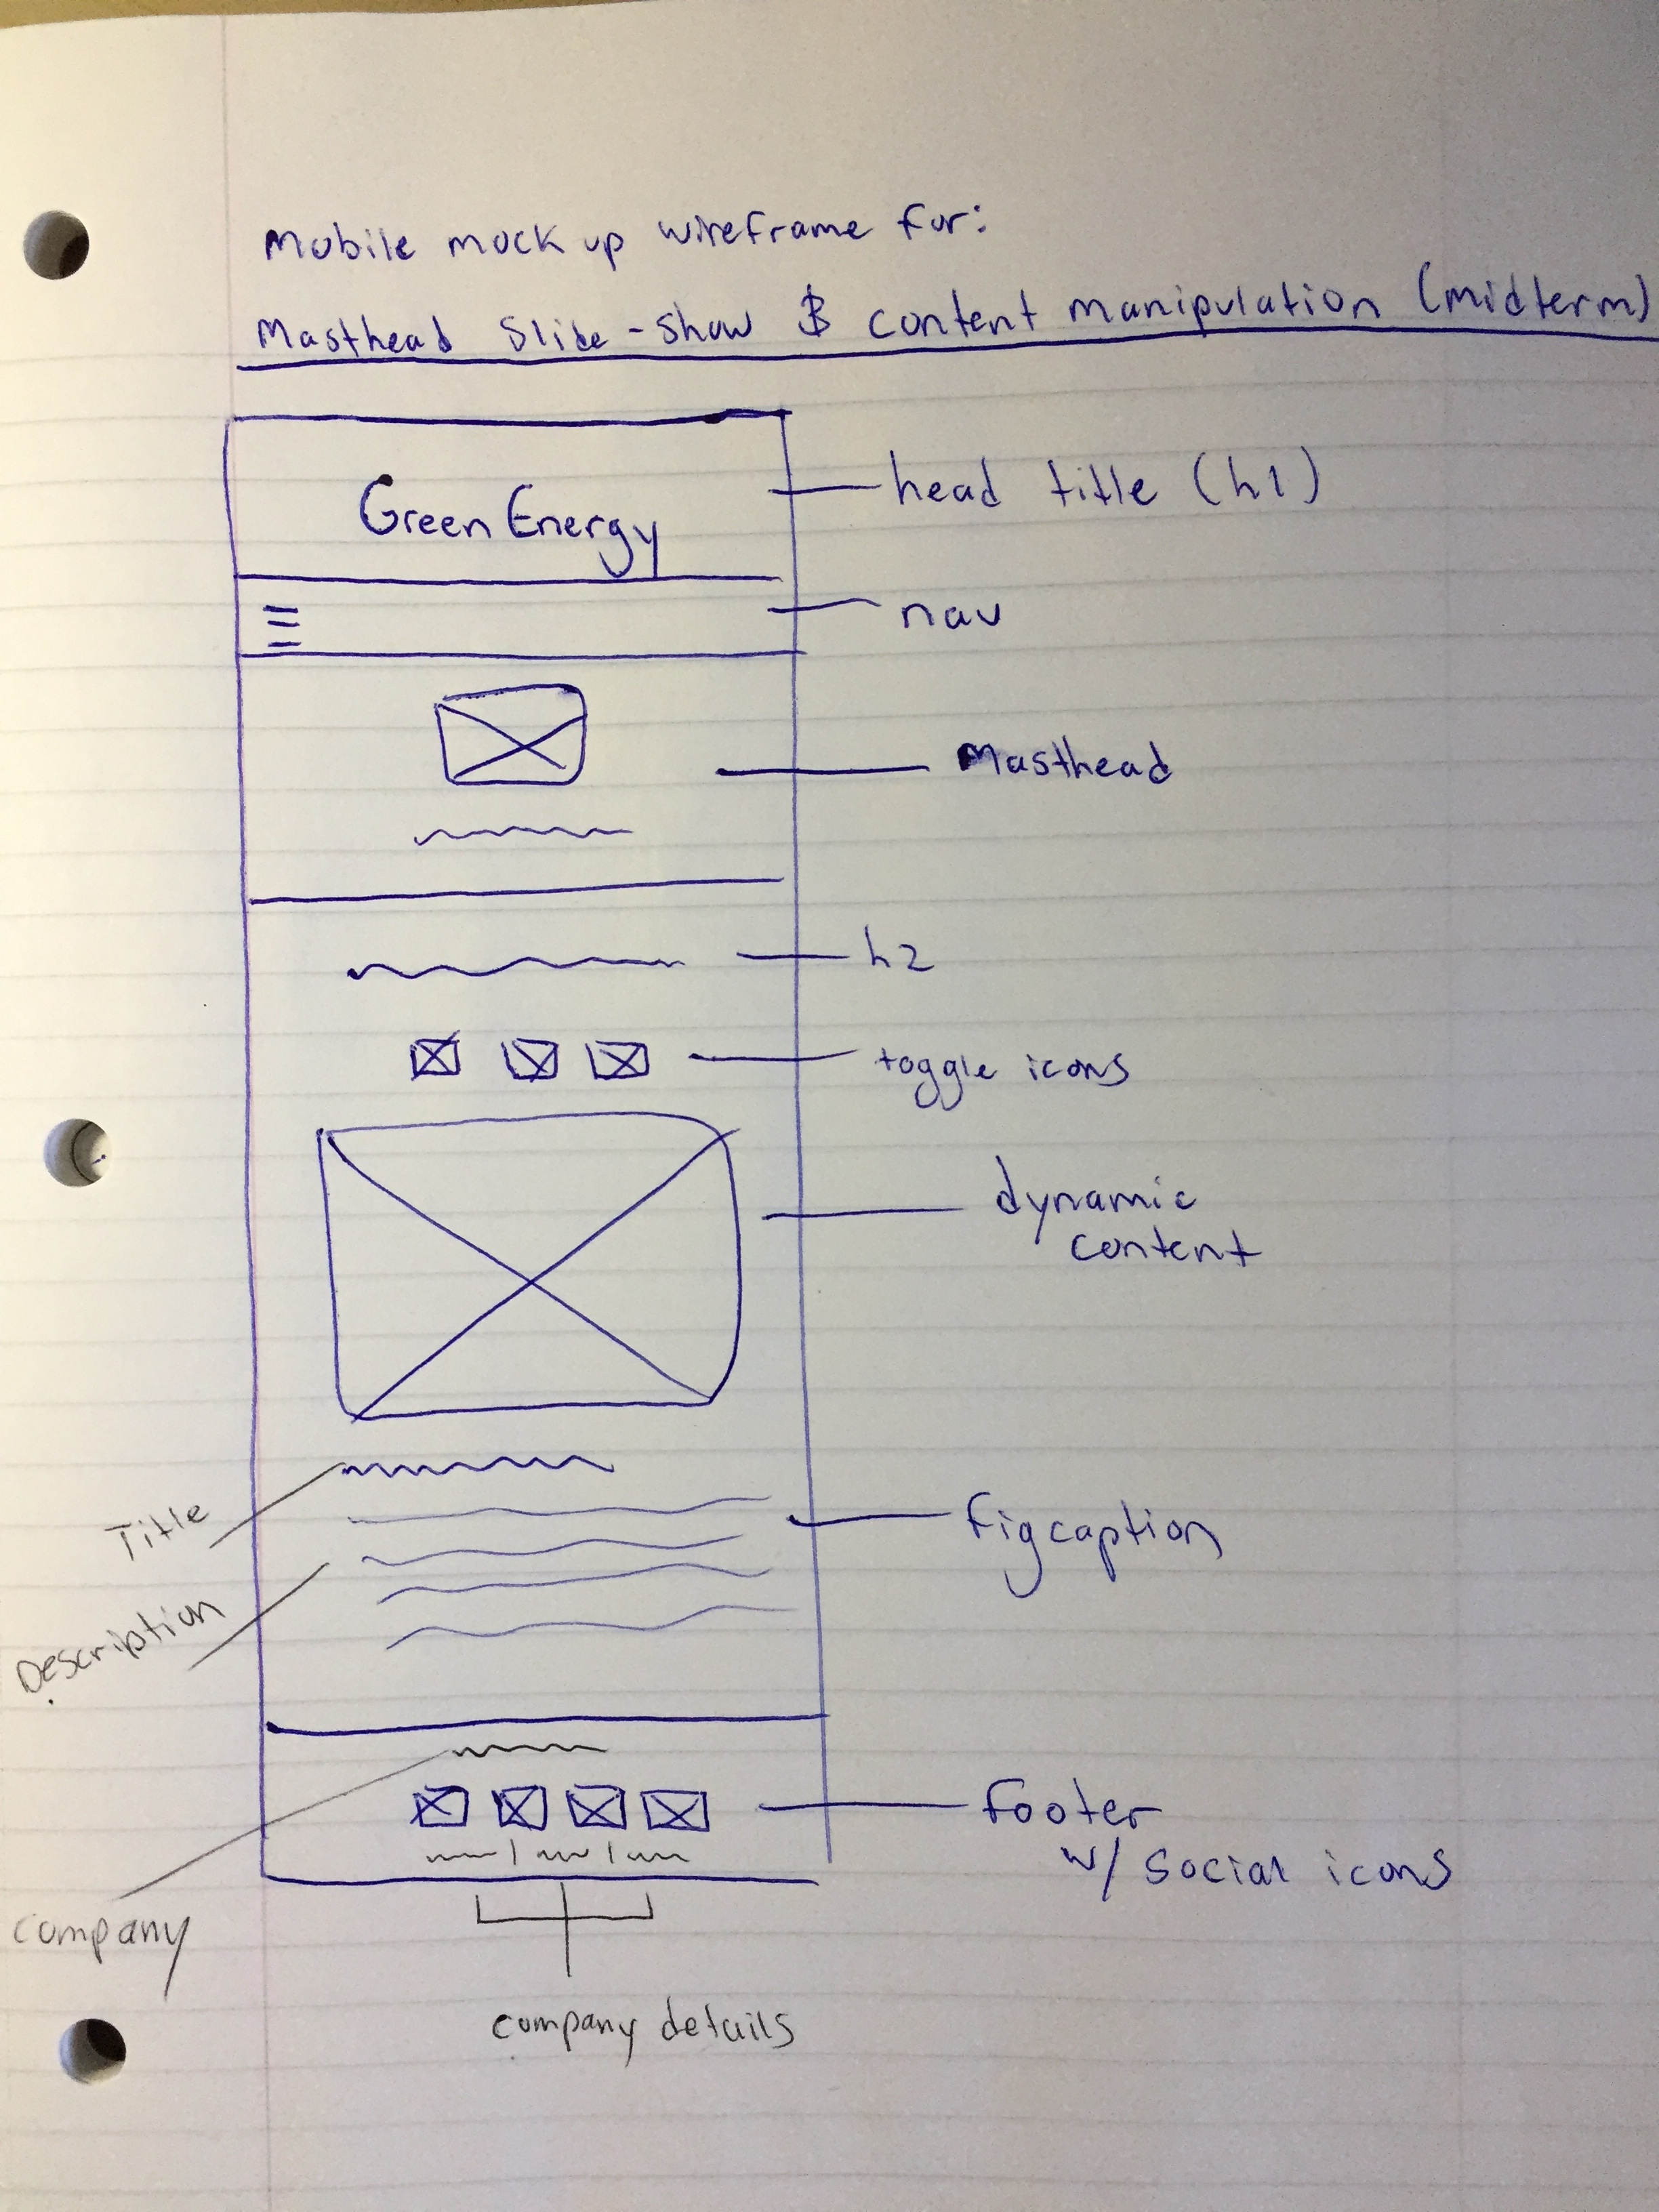 Mobile mock up wireframe for:
Masthead Slide-show & content manipulation (midterm)
Green Energy
head title (h1)
nav
Masthead
h2
toggle icons
dynamic
content
Title
figcaption
Description
footer
w/ social icons
company
company details